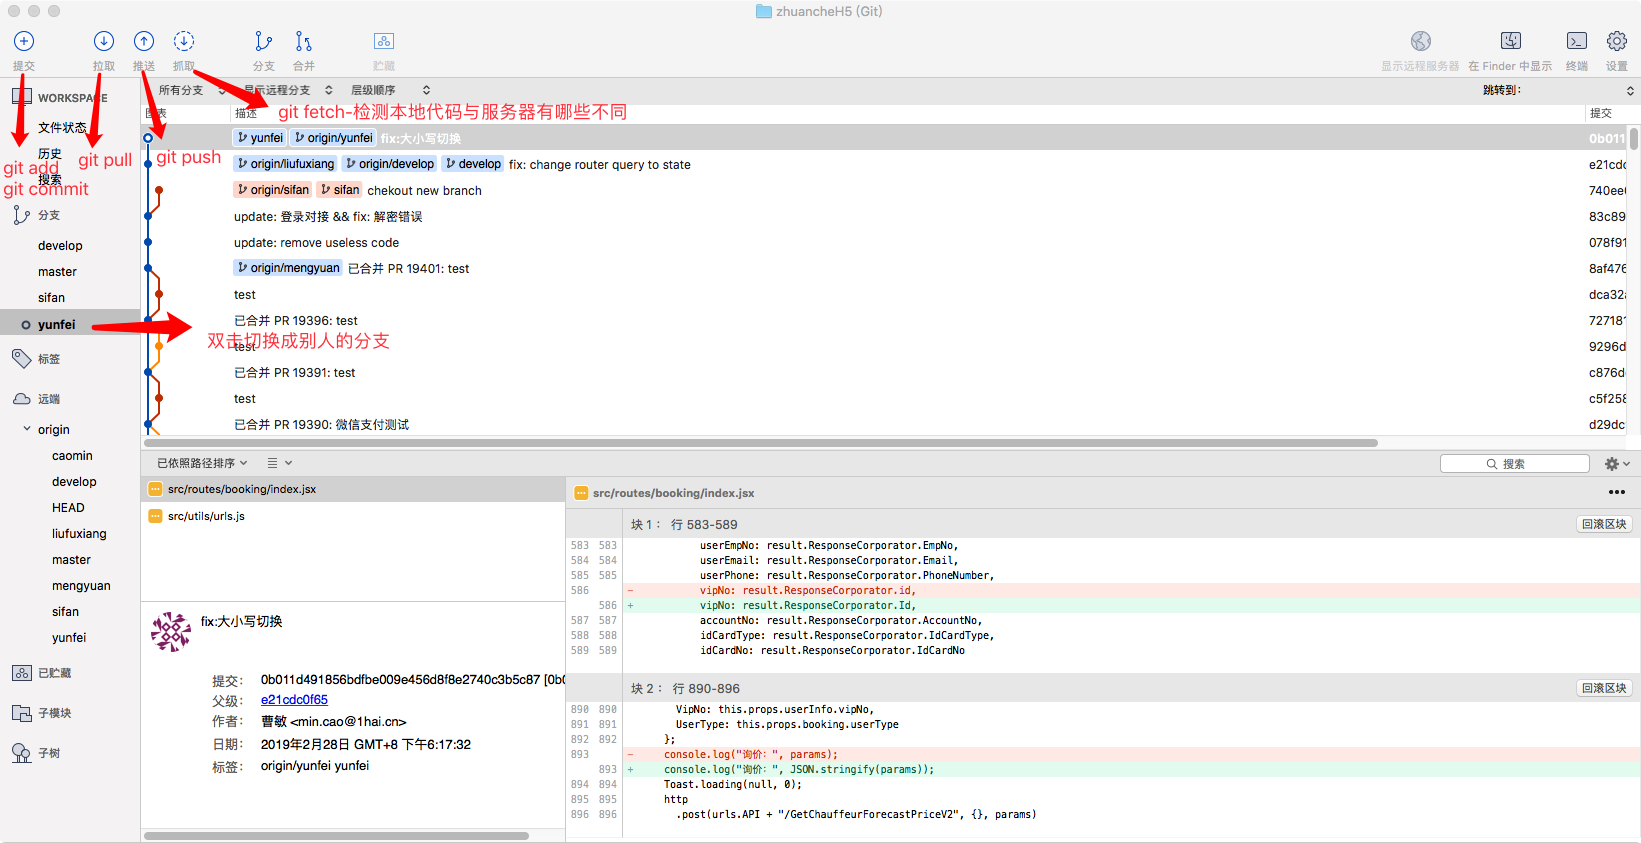 zhuancheH5 (Git)
提交 拉取 推送 抓取 分支 合并 贮藏 显示远程服务器 在 Finder 中显示 终端 设置
WORKSPACE
文件状态
历史
搜索
分支
develop
master
sifan
yunfei
标签
远端
origin
caomin
develop
HEAD
liufuxiang
master
mengyuan
sifan
yunfei
已贮藏
子模块
子树
git add
git commit
git pull
git push
git fetch-检测本地代码与服务器有哪些不同
双击切换成别人的分支
所有分支 显示远程分支 层级顺序 跳转到:
图表 描述 提交
yunfei origin/yunfei fix:大小写切换 0b011
origin/liufuxiang origin/develop develop fix: change router query to state e21cdc
origin/sifan sifan chekout new branch 740ee
update: 登录对接 && fix: 解密错误 83c89
update: remove useless code 078f91
origin/mengyuan 已合并 PR 19401: test 8af476
test dca32
已合并 PR 19396: test 727181
test 9296d
已合并 PR 19391: test c876d
test c5f258
已合并 PR 19390: 微信支付测试 d29dc
已依照路径排序 搜索
src/routes/booking/index.jsx
src/utils/urls.js
fix:大小写切换
提交: 0b011d491856bdfbe009e456d8f8e2740c3b5c87 [0b0
父级: e21cdc0f65
作者: 曹敏 <min.cao@1hai.cn>
日期: 2019年2月28日 GMT+8 下午6:17:32
标签: origin/yunfei yunfei
src/routes/booking/index.jsx
块 1： 行 583-589 回滚区块
583 583 userEmpNo: result.ResponseCorporator.EmpNo,
584 584 userEmail: result.ResponseCorporator.Email,
585 585 userPhone: result.ResponseCorporator.PhoneNumber,
586 - vipNo: result.ResponseCorporator.id,
586 + vipNo: result.ResponseCorporator.Id,
587 587 accountNo: result.ResponseCorporator.AccountNo,
588 588 idCardType: result.ResponseCorporator.IdCardType,
589 589 idCardNo: result.ResponseCorporator.IdCardNo
块 2： 行 890-896 回滚区块
890 890 VipNo: this.props.userInfo.vipNo,
891 891 UserType: this.props.booking.userType
892 892 };
893 - console.log("询价：", params);
893 + console.log("询价：", JSON.stringify(params));
894 894 Toast.loading(null, 0);
895 895 http
896 896 .post(urls.API + "/GetChauffeurForecastPriceV2", {}, params)